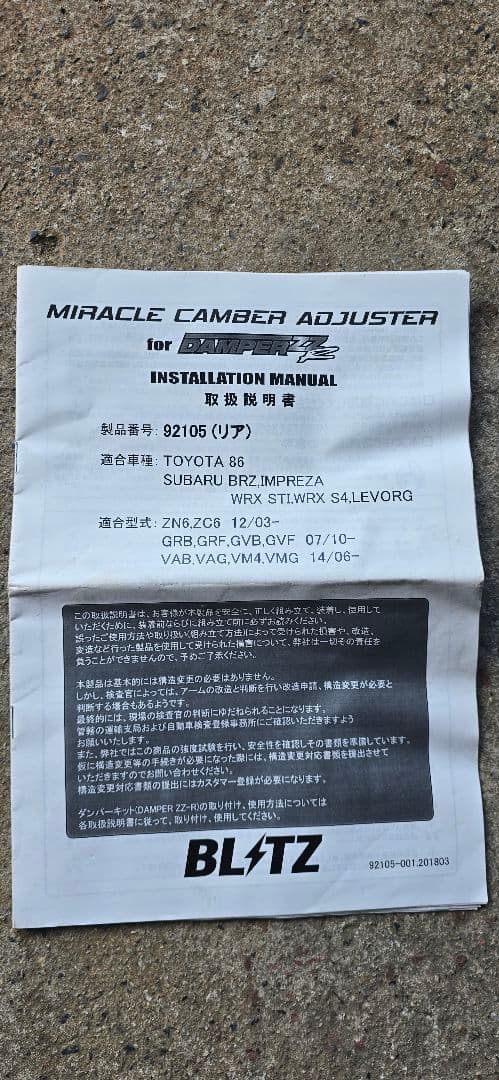 MIRACLE CAMBER ADJUSTER
for DAMPER ZZ-R
INSTALLATION MANUAL
取扱説明書
製品番号: 92105 (リア)
適合車種: TOYOTA 86
SUBARU BRZ,IMPREZA
WRX STI,WRX S4,LEVORG
適合型式: ZN6,ZC6 12/03-
GRB,GRF,GVB,GVF 07/10-
VAB,VAG,VM4,VMG 14/06-
この取扱説明書は、お客様が本製品を安全に、正しく組み立て、装着し、使用して
いただくために、装着前ならびに組み立て前に必ずお読みください。
誤ったご使用方法や取り扱い(組み立て方法)によって受けられた損害や、改造、
変造など行った製品を使用して受けられた損害について、弊社は一切その責任を
負うことができませんので、予めご了承ください。
本製品は基本的には構造変更の必要はありません。
しかし、検査官によっては、アームの改造と判断を行い改造申請、構造変更が必要と
判断する場合もあるようです。
最終的には、現場の検査官の判断にゆだねられることになります。
管轄の運輸支局および自動車検査登録事務所にご確認いただきますよう
お願いいたします。
また、弊社ではこの商品の強度試験を行い、安全性を確認しその書類を準備しています。
仮に構造変更等の手続きが必要になった際には、構造変更対応書類を提出させて
いただきますのでお問い合わせください。
構造変更対応書類の提出にはカスタマー登録が必要になります。
ダンパーキット(DAMPER ZZ-R)の取り付け、使用方法については
各取扱説明書に従って、取り付け、使用してください。
BLITZ
92105-001.201803